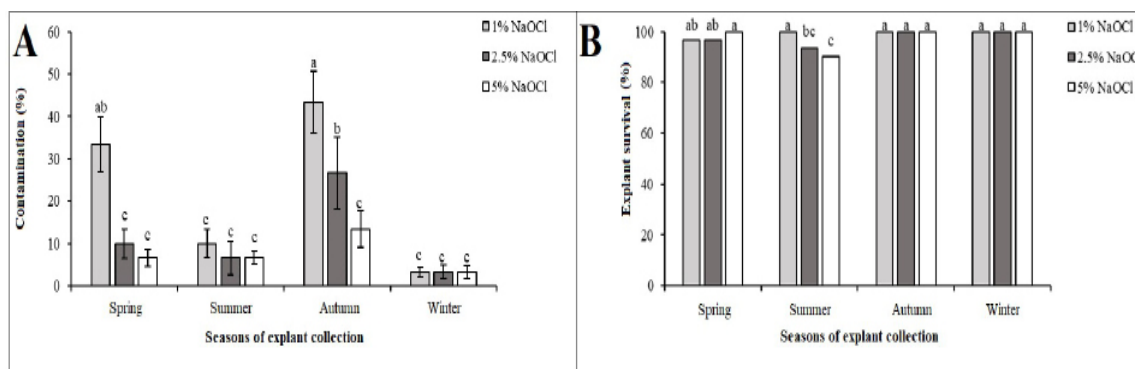 A
Contamination (%)
60
50
40
30
20
10
0
ab
c
c
c
c
c
a
b
c
c
c
c
1% NaOCl
2.5% NaOCl
5% NaOCl
Spring
Summer
Autumn
Winter
Seasons of explant collection
B
Explant survival (%)
100
80
60
40
20
0
ab
ab
a
a
bc
c
a
a
a
a
a
a
1% NaOC
2.5% NaOC
5% NaOCl
Spring
Summer
Autumn
Winter
Seasons of explant collection